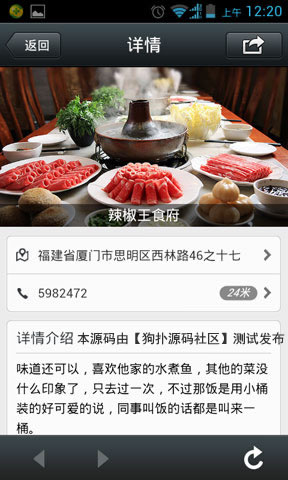 上午 12:20
返回
详情
辣椒王食府
福建省厦门市思明区西林路46之十七
5982472
24米
详情介绍 本源码由【狗扑源码社区】测试发布
味道还可以，喜欢他家的水煮鱼，其他的菜没
什么印象了，只去过一次，不过那饭是用小桶
装的好可爱的说，同事叫饭的话都是叫来一
桶。